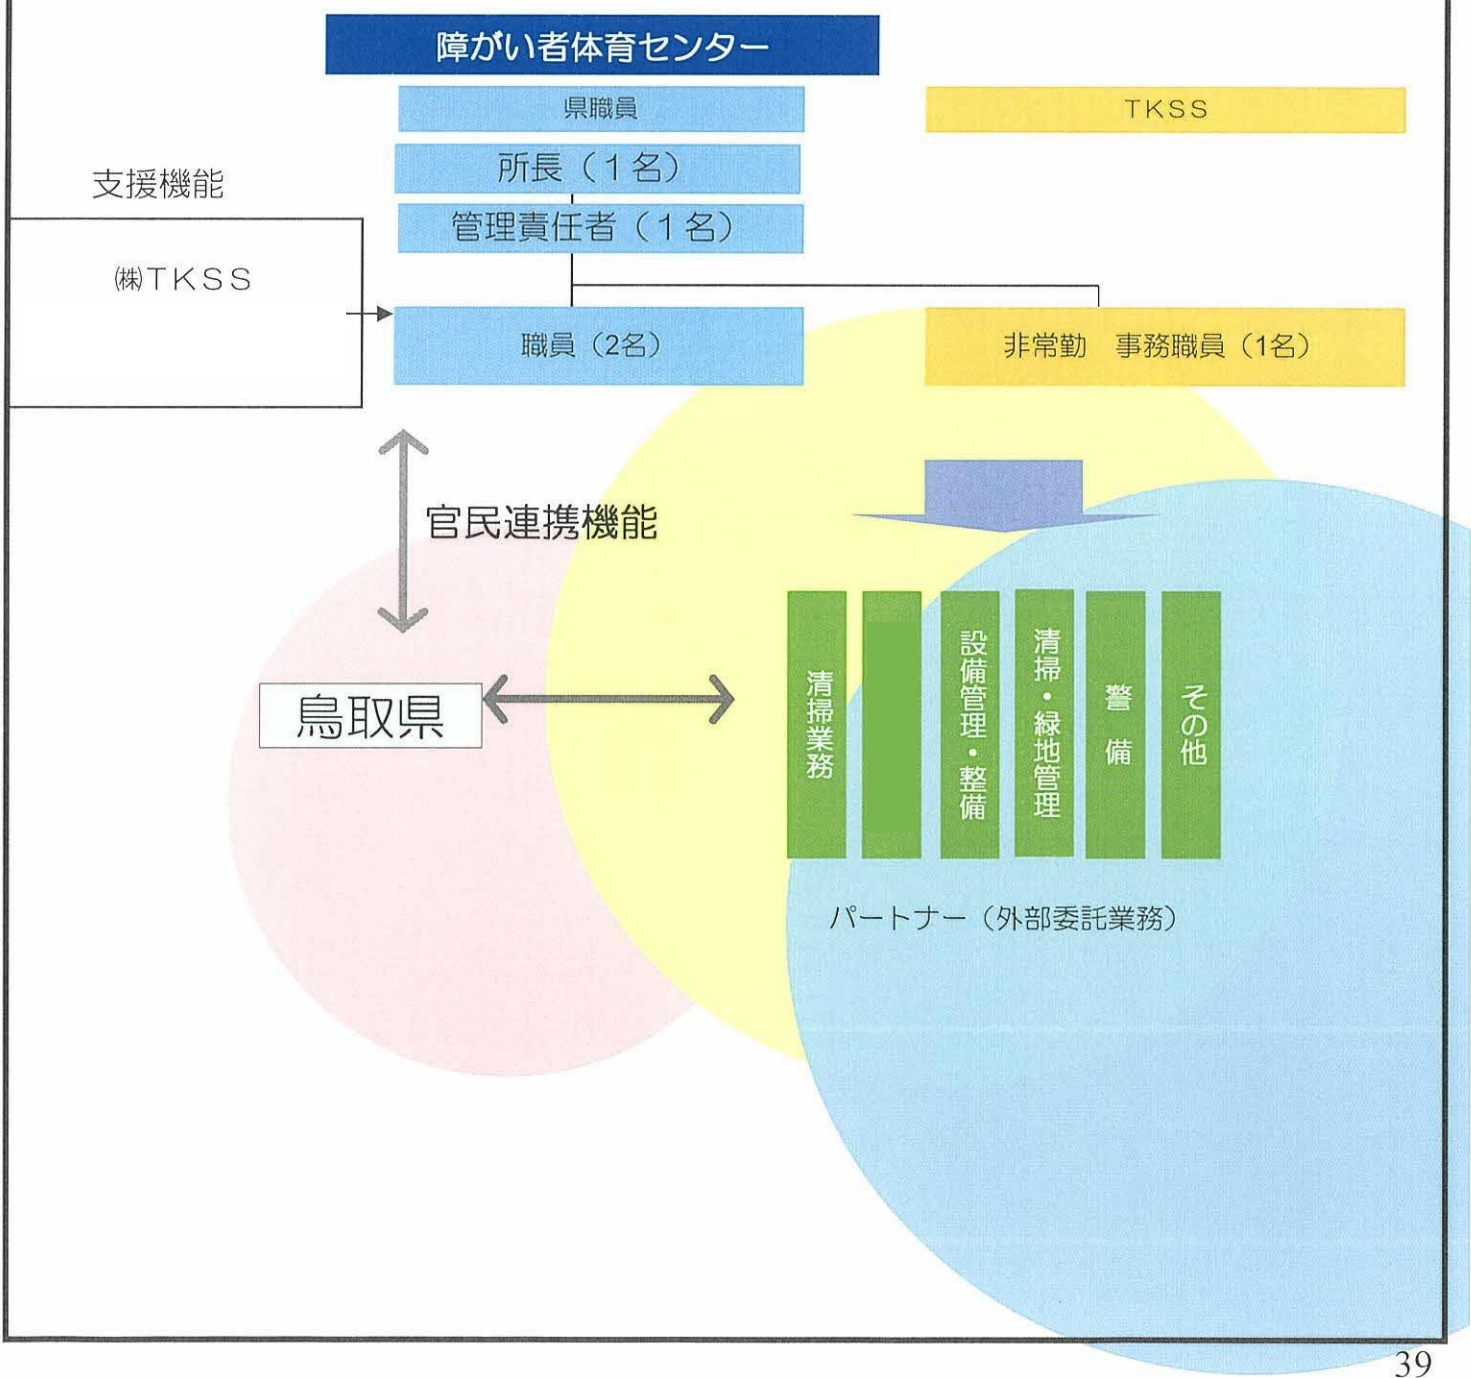 障がい者体育センター
県職員
TKSS
所長（1名）
支援機能
管理責任者（1名）
㈱TKSS
職員（2名）
非常勤　事務職員（1名）
官民連携機能
鳥取県
清掃業務
設備管理・整備
清掃・緑地管理
警備
その他
パートナー（外部委託業務）
39